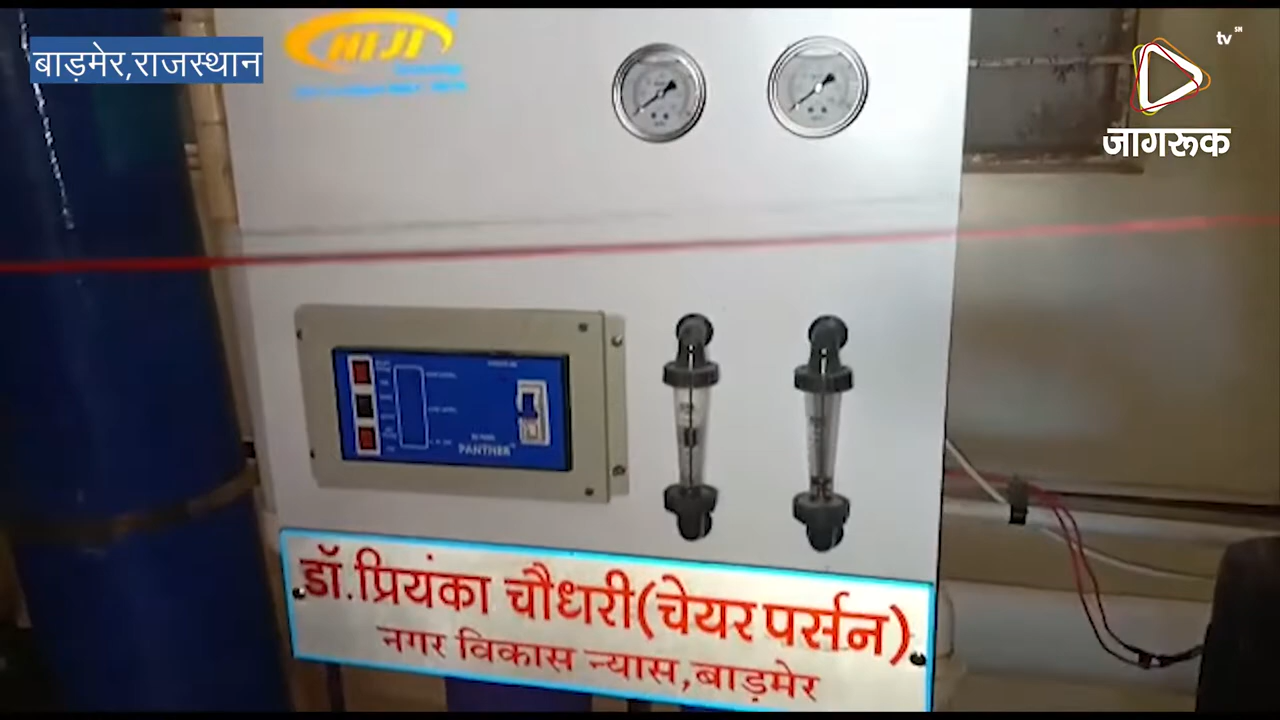 बाड़मेर,राजस्थान
HIJI
tv
जागरूक
PANTHER
डॉ.प्रियंका चौधरी(चेयर पर्सन)
नगर विकास न्यास,बाड़मेर